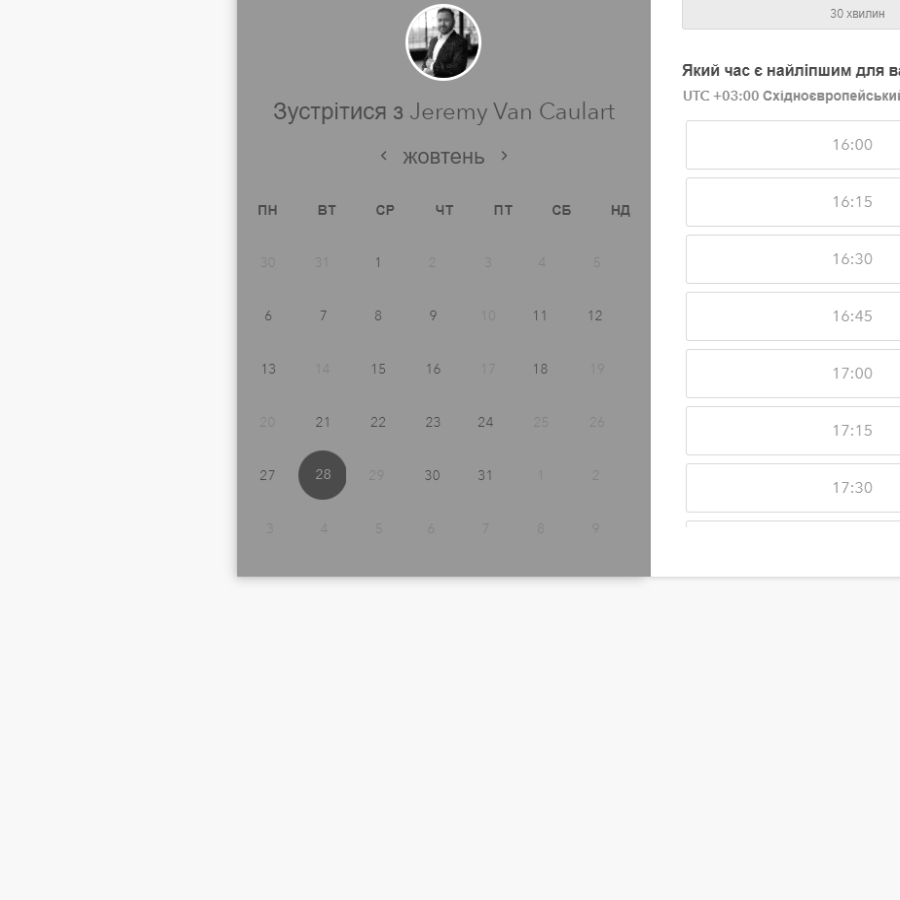 Зустрітися з Jeremy Van Caulart
‹ жовтень ›
ПН ВТ СР ЧТ ПТ СБ НД
30 31 1 2 3 4 5
6 7 8 9 10 11 12
13 14 15 16 17 18 19
20 21 22 23 24 25 26
27 28 29 30 31 1 2
3 4 5 6 7 8 9
30 хвилин
Який час є найліпшим для ва
UTC +03:00 Східноєвропейський
16:00
16:15
16:30
16:45
17:00
17:15
17:30